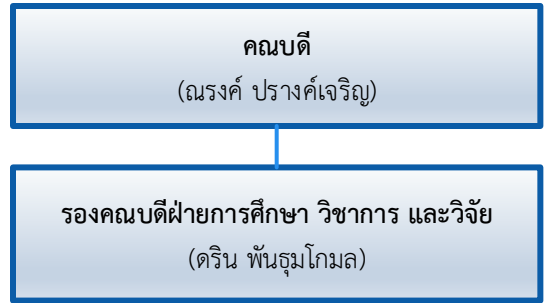 คณบดี
(ณรงค์ ปรางค์เจริญ)
รองคณบดีฝ่ายการศึกษา วิชาการ และวิจัย
(ดริน พันธุมโกมล)